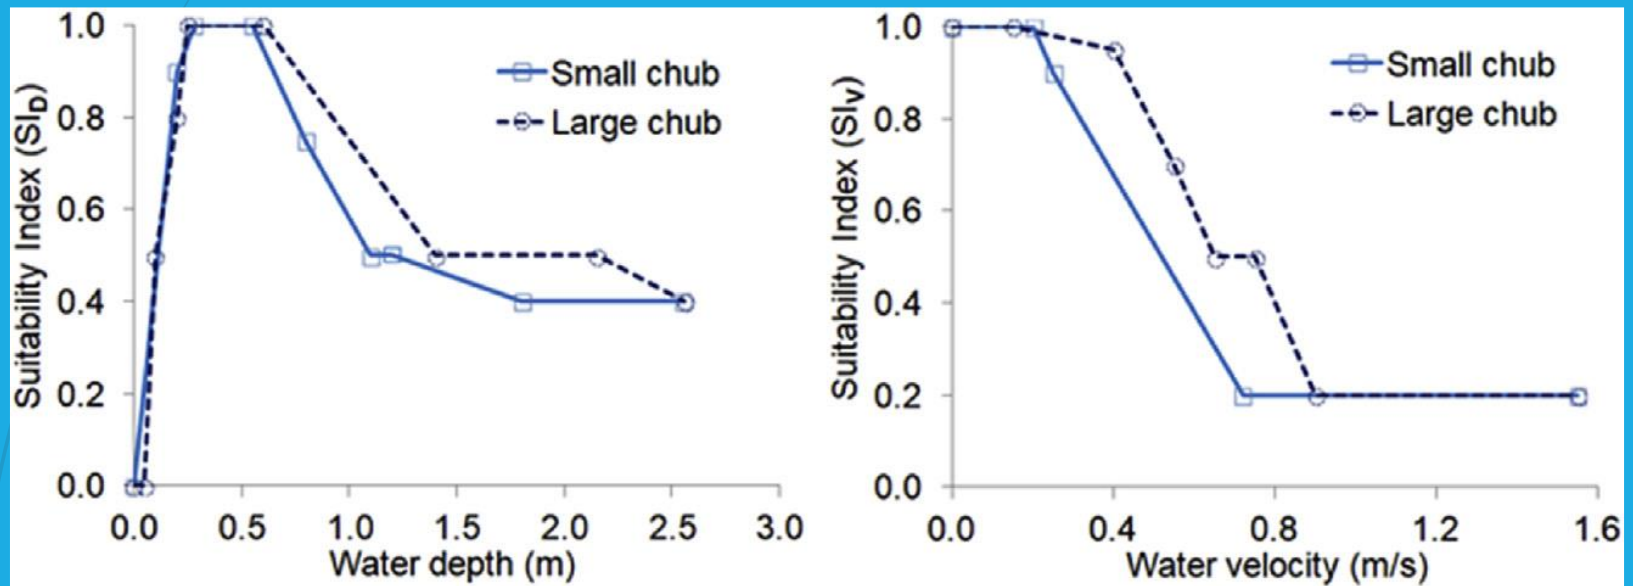 Suitability Index (SI_D)
1.0
0.8
0.6
0.4
0.2
0.0
Small chub
Large chub
0.0 0.5 1.0 1.5 2.0 2.5 3.0
Water depth (m)
Suitability Index (SI_V)
1.0
0.8
0.6
0.4
0.2
0.0
Small chub
Large chub
0.0 0.4 0.8 1.2 1.6
Water velocity (m/s)